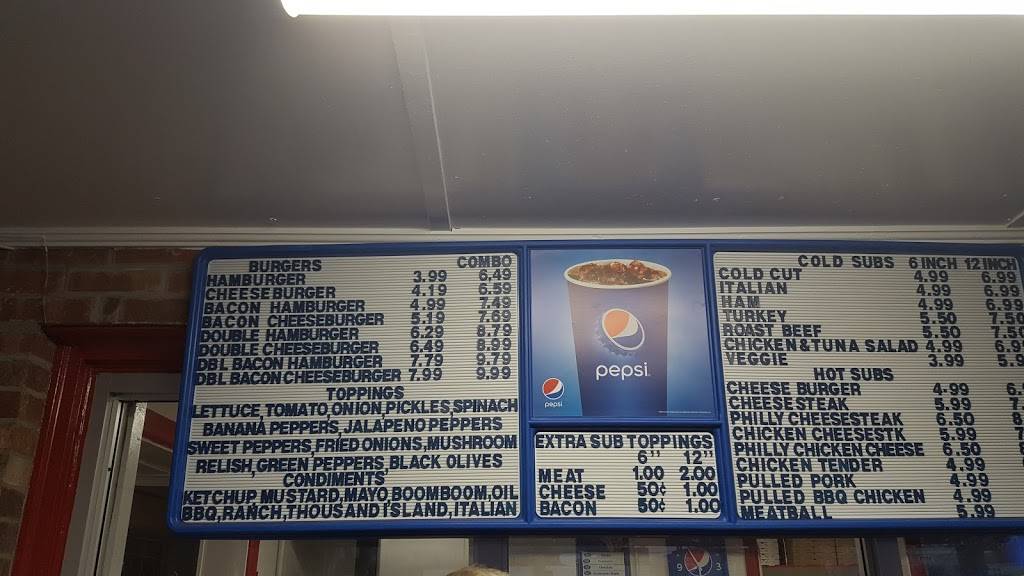 BURGERS COMBO
HAMBURGER 3.99 6.49
CHEESEBURGER 4.19 6.59
BACON HAMBURGER 4.99 7.49
BACON CHEESEBURGER 5.19 7.69
DOUBLE HAMBURGER 6.29 8.79
DOUBLE CHEESEBURGER 6.49 8.99
DBL BACON HAMBURGER 7.79 9.79
DBL BACON CHEESEBURGER 7.99 9.99
TOPPINGS
LETTUCE,TOMATO,ONION,PICKLES,SPINACH
BANANA PEPPERS, JALAPENO PEPPERS
SWEET PEPPERS, FRIED ONIONS, MUSHROOM
RELISH, GREEN PEPPERS, BLACK OLIVES
CONDIMENTS
KETCHUP MUSTARD,MAYO,BOOMBOOM,OIL
BBQ,RANCH,THOUSAND ISLAND,ITALIAN
pepsi
pepsi
EXTRA SUB TOPPINGS
6" 12"
MEAT 1.00 2.00
CHEESE 50¢ 1.00
BACON 50¢ 1.00
COLD SUBS 6 INCH 12 INCH
COLD CUT 4.99 6.99
ITALIAN 4.99 6.99
HAM 4.99 6.99
TURKEY 5.50 7.50
ROAST BEEF 5.50 7.50
CHICKEN & TUNA SALAD 4.99
VEGGIE 3.99
HOT SUBS
CHEESE BURGER 4.99
CHEESE STEAK 5.99
PHILLY CHEESESTEAK 6.50
CHICKEN CHEESESTK 5.99
PHILLY CHICKEN CHEESE 6.50
CHICKEN TENDER 4.99
PULLED PORK 4.99
PULLED BBQ CHICKEN 4.99
MEATBALL 5.99
9 3